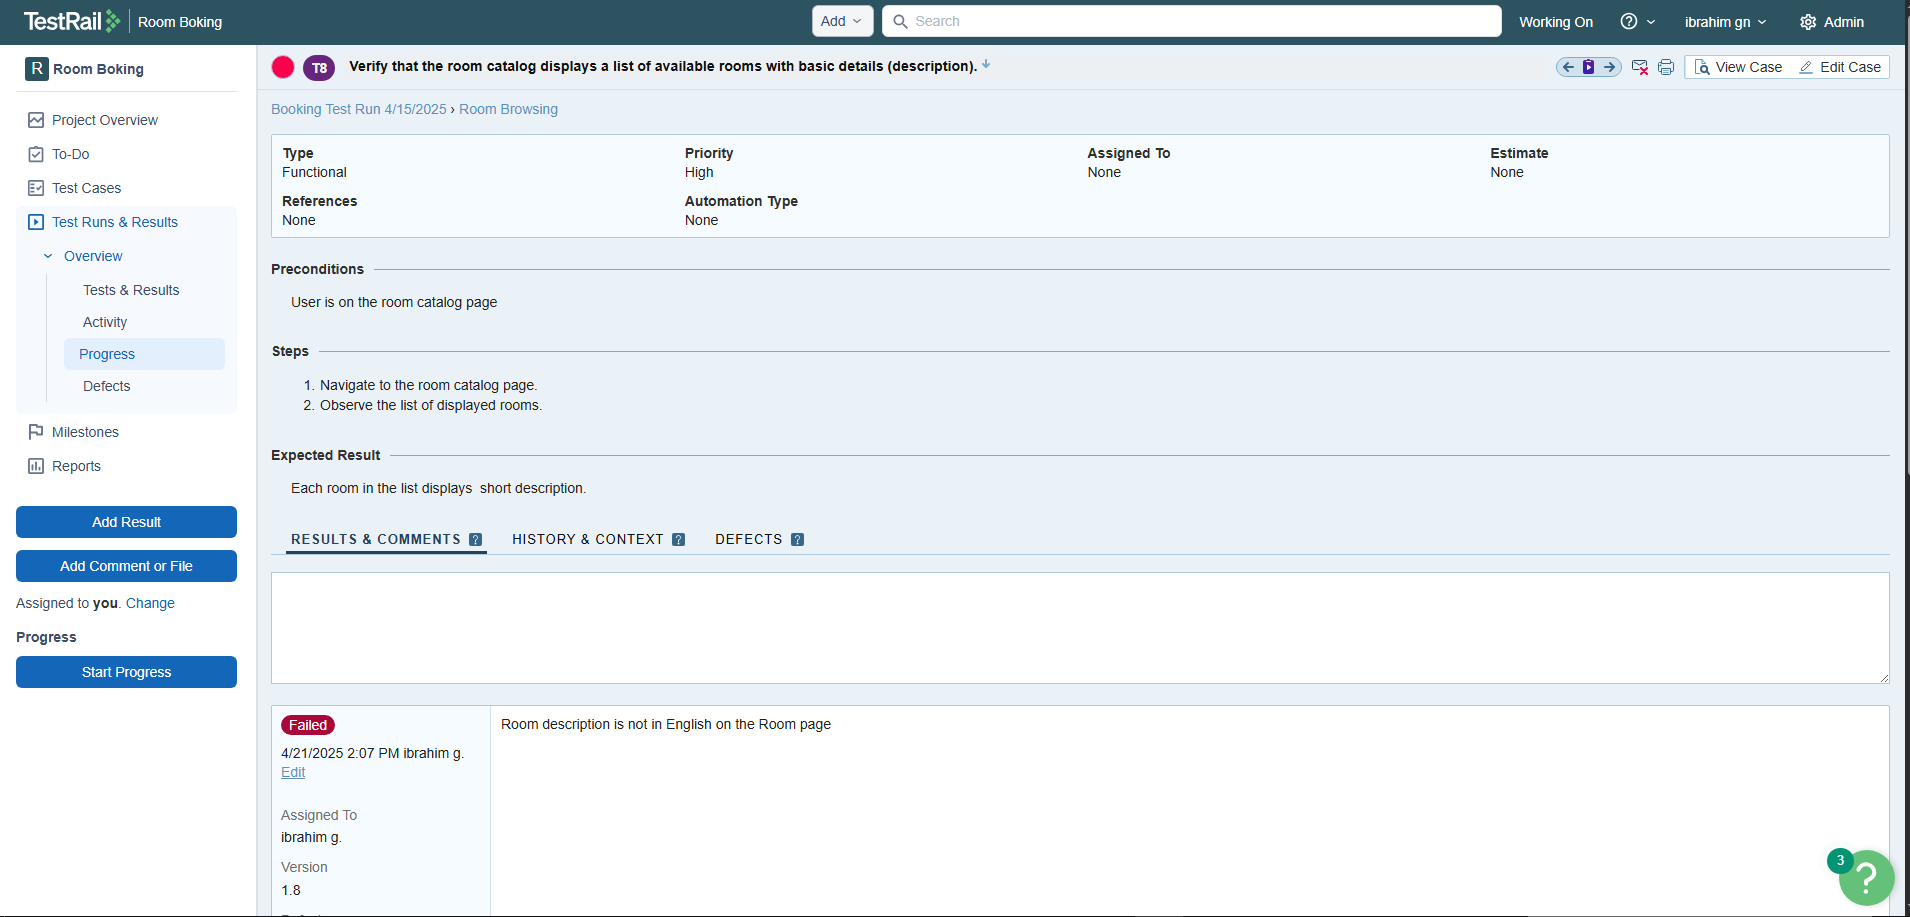 TestRail Room Boking Add Search Working On ? ibrahim gn Admin
R Room Boking
Project Overview
To-Do
Test Cases
Test Runs & Results
Overview
Tests & Results
Activity
Progress
Defects
Milestones
Reports
Add Result
Add Comment or File
Assigned to you. Change
Progress
Start Progress
T8 Verify that the room catalog displays a list of available rooms with basic details (description).
View Case Edit Case
Booking Test Run 4/15/2025 › Room Browsing
Type Priority Assigned To Estimate
Functional High None None
References Automation Type
None None
Preconditions
User is on the room catalog page
Steps
1. Navigate to the room catalog page.
2. Observe the list of displayed rooms.
Expected Result
Each room in the list displays short description.
RESULTS & COMMENTS ? HISTORY & CONTEXT ? DEFECTS ?
Failed
4/21/2025 2:07 PM ibrahim g.
Edit
Assigned To
ibrahim g.
Version
1.8
Room description is not in English on the Room page
3
?